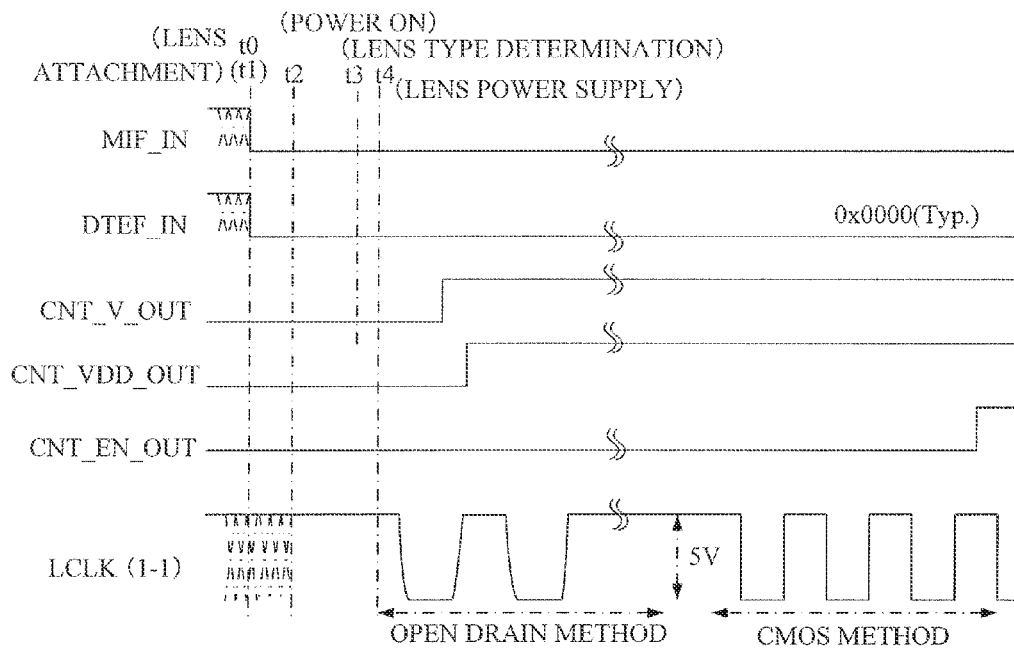 (POWER ON)
(LENS t0 (LENS TYPE DETERMINATION)
ATTACHMENT) (t1) t2 t3 t4 (LENS POWER SUPPLY)
MIF_IN
DTEF_IN 0x0000(Typ.)
CNT_V_OUT
CNT_VDD_OUT
CNT_EN_OUT
LCLK (1-1) 5V
OPEN DRAIN METHOD CMOS METHOD